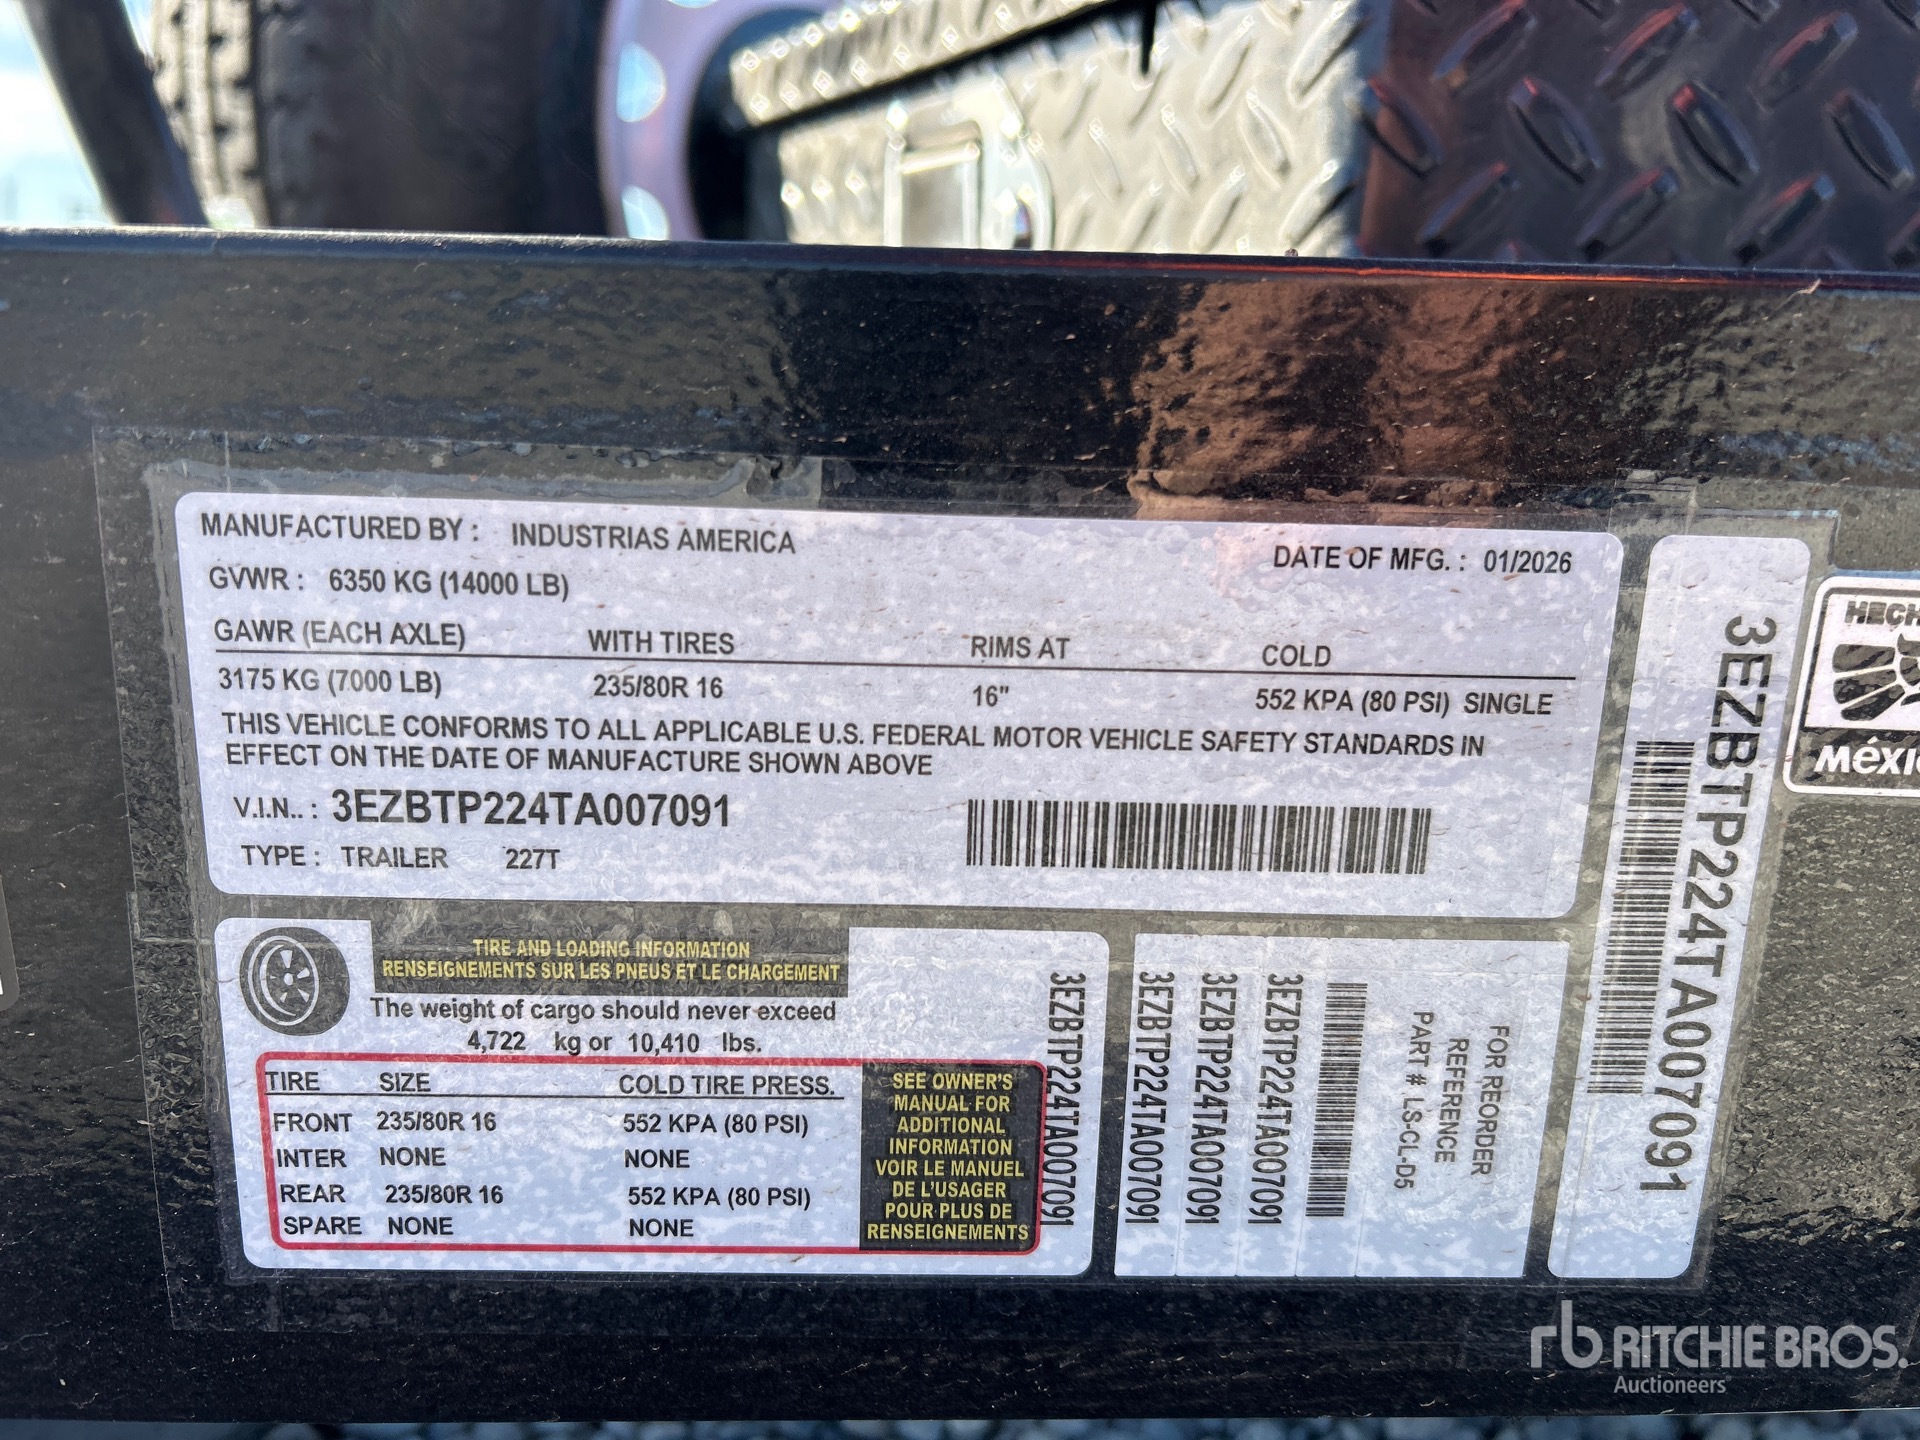 MANUFACTURED BY : INDUSTRIAS AMERICA
DATE OF MFG. : 01/2026
GVWR : 6350 KG (14000 LB)
GAWR (EACH AXLE) WITH TIRES RIMS AT COLD
3175 KG (7000 LB) 235/80R 16 16" 552 KPA (80 PSI) SINGLE
THIS VEHICLE CONFORMS TO ALL APPLICABLE U.S. FEDERAL MOTOR VEHICLE SAFETY STANDARDS IN
EFFECT ON THE DATE OF MANUFACTURE SHOWN ABOVE
V.I.N.. : 3EZBTP224TA007091
TYPE : TRAILER 227T
TIRE AND LOADING INFORMATION
RENSEIGNEMENTS SUR LES PNEUS ET LE CHARGEMENT
The weight of cargo should never exceed
4,722 kg or 10,410 lbs.
TIRE SIZE COLD TIRE PRESS.
FRONT 235/80R 16 552 KPA (80 PSI)
INTER NONE NONE
REAR 235/80R 16 552 KPA (80 PSI)
SPARE NONE NONE
SEE OWNER'S
MANUAL FOR
ADDITIONAL
INFORMATION
VOIR LE MANUEL
DE L'USAGER
POUR PLUS DE
RENSEIGNEMENTS
3EZBTP224TA007091
3EZBTP224TA007091
3EZBTP224TA007091
3EZBTP224TA007091
FOR REORDER
REFERENCE
PART # LS-CL-D5
3EZBTP224TA007091
HECH
México
rb RITCHIE BROS.
Auctioneers